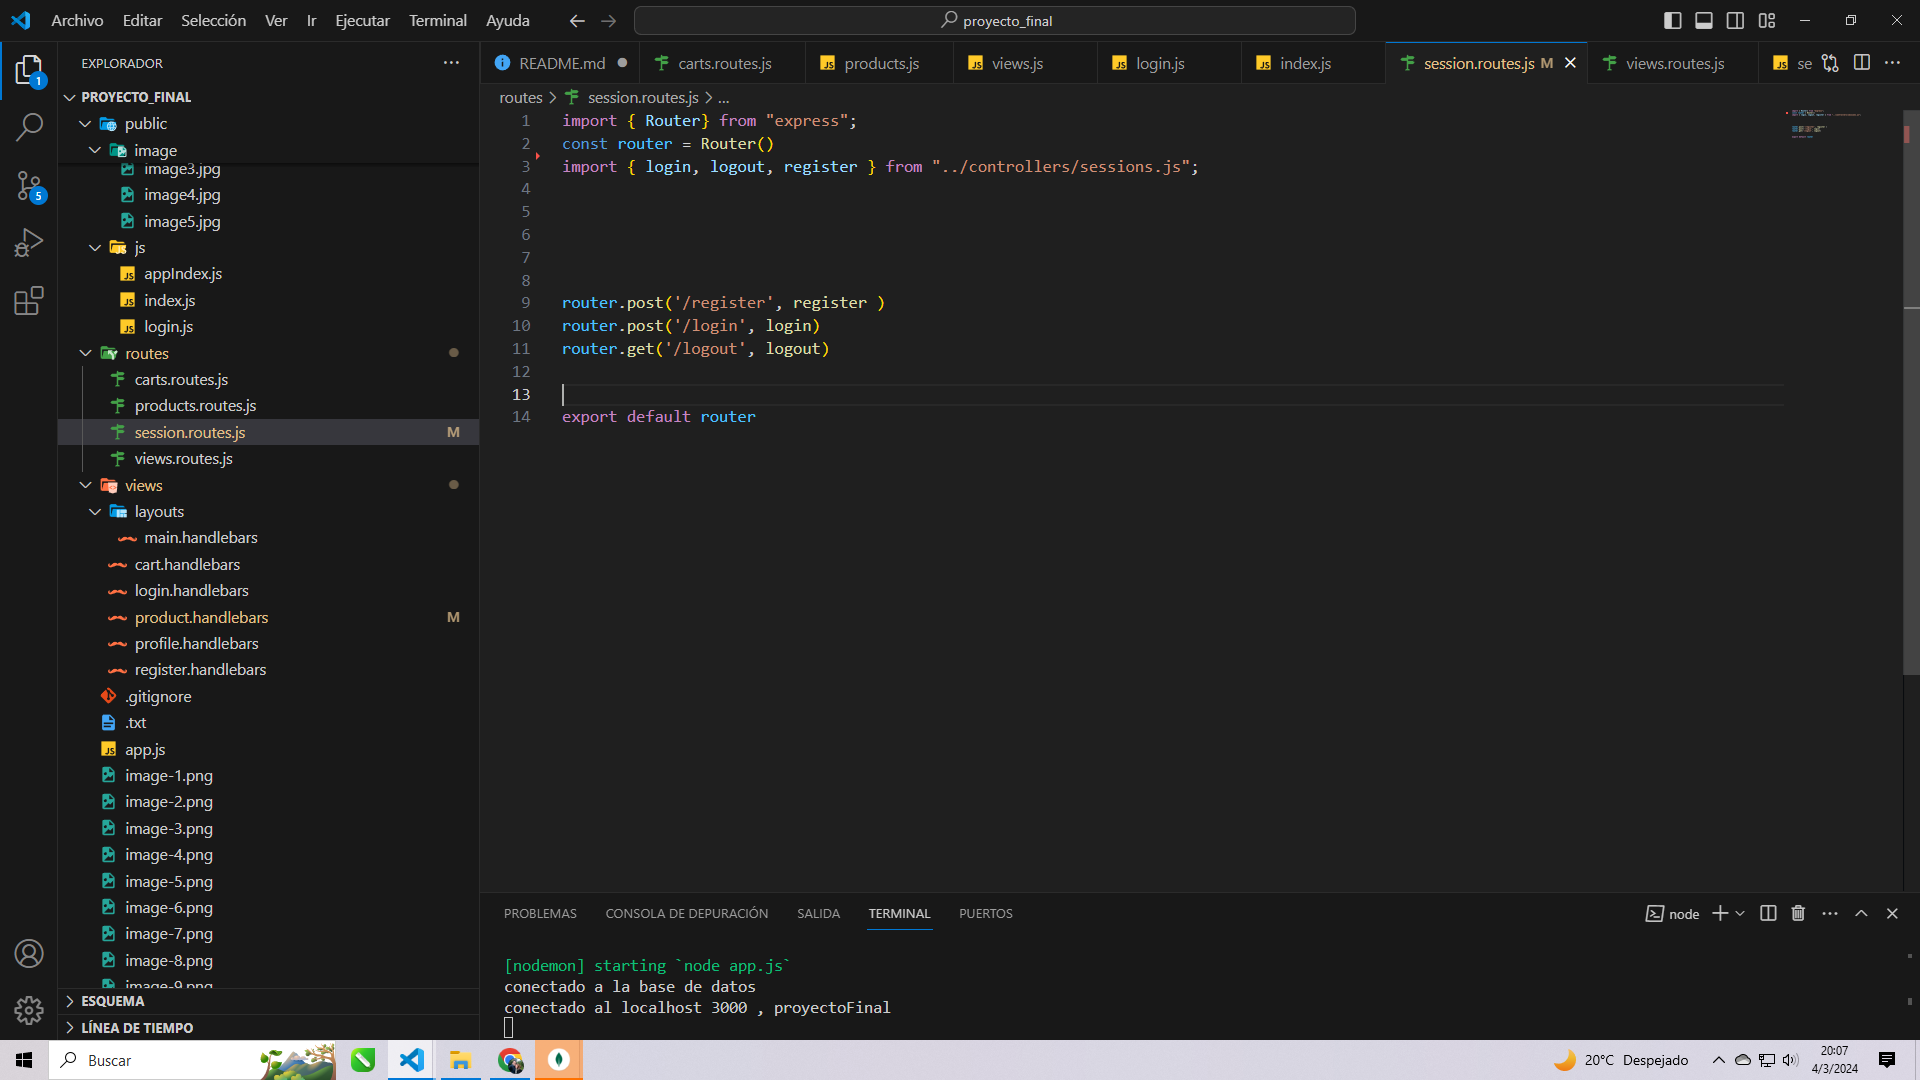 Archivo Editar Selección Ver Ir Ejecutar Terminal Ayuda
proyecto_final
EXPLORADOR
PROYECTO_FINAL
public
image
image3.jpg
image4.jpg
image5.jpg
js
appIndex.js
index.js
login.js
routes
carts.routes.js
products.routes.js
session.routes.js M
views.routes.js
views
layouts
main.handlebars
cart.handlebars
login.handlebars
product.handlebars M
profile.handlebars
register.handlebars
.gitignore
.txt
app.js
image-1.png
image-2.png
image-3.png
image-4.png
image-5.png
image-6.png
image-7.png
image-8.png
image-9.png
ESQUEMA
LÍNEA DE TIEMPO
1
5
README.md carts.routes.js products.js views.js login.js index.js session.routes.js M views.routes.js se
routes > session.routes.js > ...
1 import { Router} from "express";
2 const router = Router()
3 import { login, logout, register } from "../controllers/sessions.js";
4
5
6
7
8
9 router.post('/register', register )
10 router.post('/login', login)
11 router.get('/logout', logout)
12
13
14 export default router
PROBLEMAS CONSOLA DE DEPURACIÓN SALIDA TERMINAL PUERTOS
node
[nodemon] starting `node app.js`
conectado a la base de datos
conectado al localhost 3000 , proyectoFinal
Buscar
20°C Despejado
20:07
4/3/2024